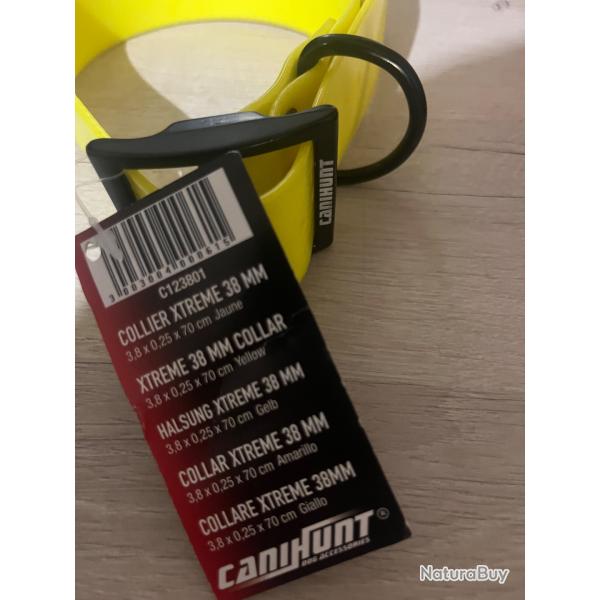 CANIHUNT
3 003004 000615
C123801
COLLIER XTREME 38 MM
3,8 x 0,25 x 70 cm Jaune
XTREME 38 MM COLLAR
3,8 x 0,25 x 70 cm Yellow
HALSUNG XTREME 38 MM
3,8 x 0,25 x 70 cm Gelb
COLLAR XTREME 38 MM
3,8 x 0,25 x 70 cm Amarillo
COLLARE XTREME 38MM
3,8 x 0,25 x 70 cm Giallo
CANIHUNT®
DOG ACCESSORIES
NaturaBuy